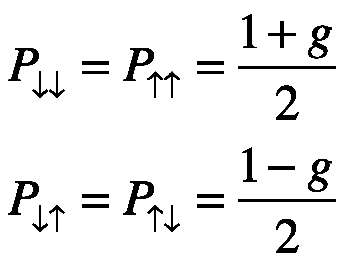 P↓↓ = P↑↑ = (1 + g)/2
P↓↑ = P↑↓ = (1 − g)/2